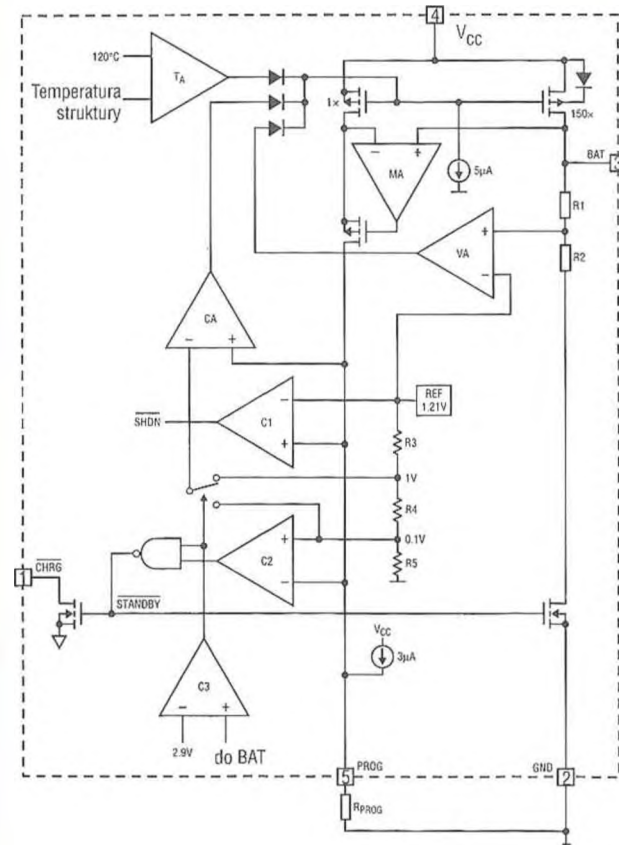 4
VCC
120°C
TA
Temperatura
struktury
1×
150×
−
+
MA
5µA
BAT
R1
VA
+
−
R2
CA
−
+
REF
1.21V
SHDN
C1
−
+
R3
1V
R4
0.1V
C2
+
−
R5
1
CHRG
STANDBY
VCC
3µA
C3
−
+
2.9V
do BAT
5
PROG
GND
2
RPROG